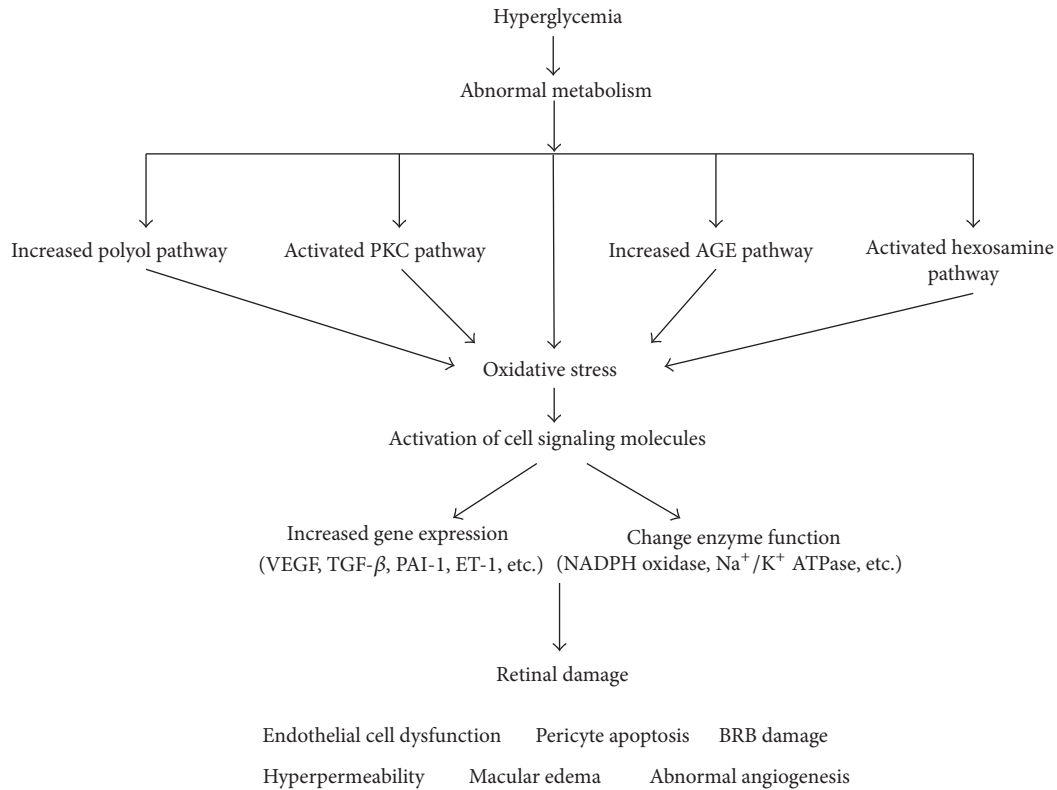 Hyperglycemia
Abnormal metabolism
Increased polyol pathway
Activated PKC pathway
Increased AGE pathway
Activated hexosamine
pathway
Oxidative stress
Activation of cell signaling molecules
Increased gene expression
(VEGF, TGF-β, PAI-1, ET-1, etc.)
Change enzyme function
(NADPH oxidase, Na⁺/K⁺ ATPase, etc.)
Retinal damage
Endothelial cell dysfunction Pericyte apoptosis BRB damage
Hyperpermeability Macular edema Abnormal angiogenesis